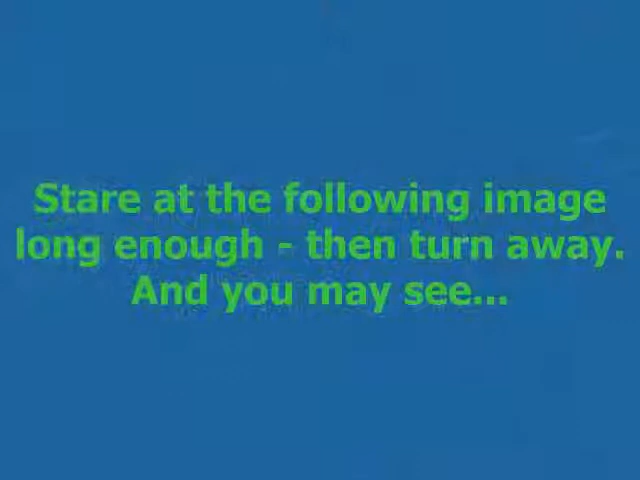 Stare at the following image
long enough - then turn away.
And you may see...